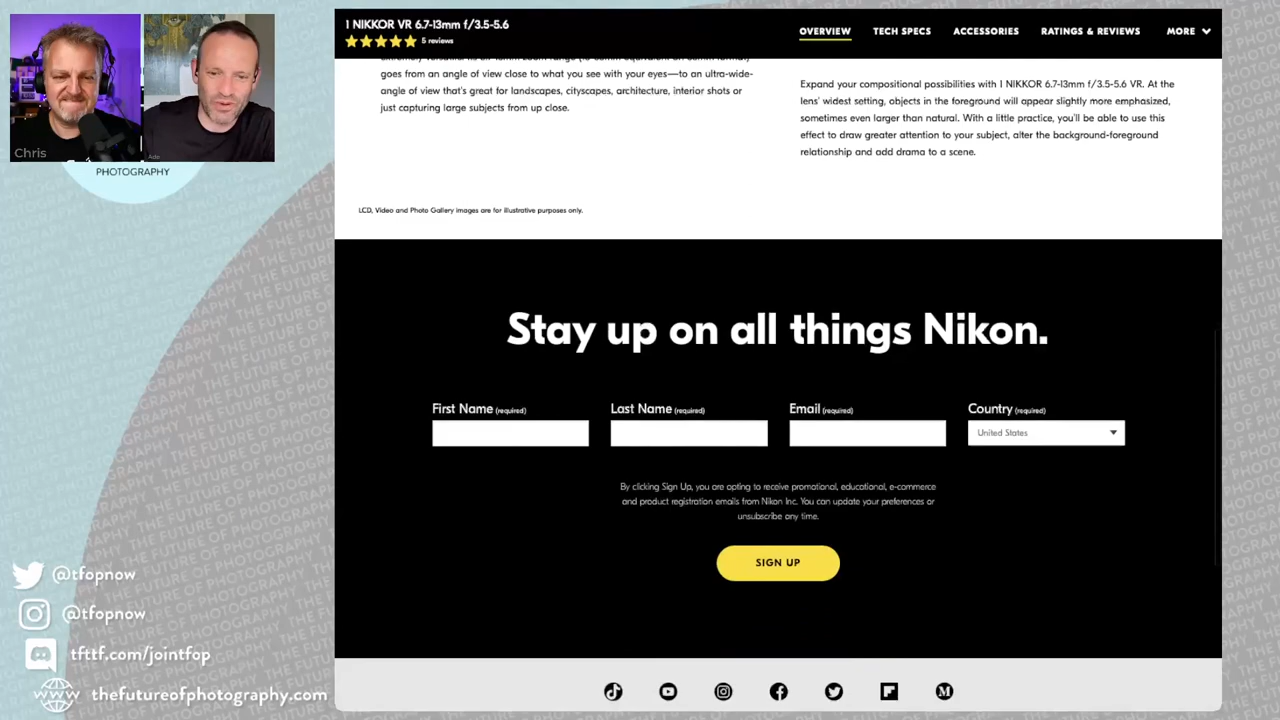 1 NIKKOR VR 6.7-13mm f/3.5-5.6
5 reviews
OVERVIEW
TECH SPECS
ACCESSORIES
RATINGS & REVIEWS
MORE
goes from an angle of view close to what you see with your eyes—to an ultra-wide-
angle of view that's great for landscapes, cityscapes, architecture, interior shots or
just capturing large subjects from up close.
Expand your compositional possibilities with 1 NIKKOR 6.7-13mm f/3.5-5.6 VR. At the
lens' widest setting, objects in the foreground will appear slightly more emphasized,
sometimes even larger than natural. With a little practice, you'll be able to use this
effect to draw greater attention to your subject, alter the background-foreground
relationship and add drama to a scene.
LCD, Video and Photo Gallery images are for illustrative purposes only.
Stay up on all things Nikon.
First Name (required)
Last Name (required)
Email (required)
Country (required)
United States
By clicking Sign Up, you are opting to receive promotional, educational, e-commerce
and product registration emails from Nikon Inc. You can update your preferences or
unsubscribe any time.
SIGN UP
Chris
Ade
PHOTOGRAPHY
@tfopnow
@tfopnow
tfttf.com/jointfop
www
thefutureofphotography.com
THE FUTURE OF PHOTOGRAPHY